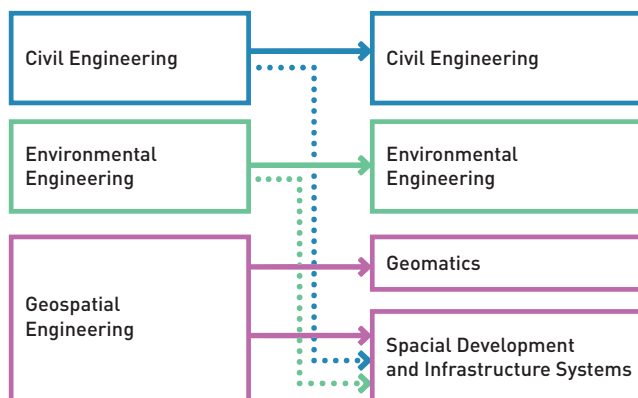 Civil Engineering
Civil Engineering
Environmental
Engineering
Environmental
Engineering
Geospatial
Engineering
Geomatics
Spacial Development
and Infrastructure Systems